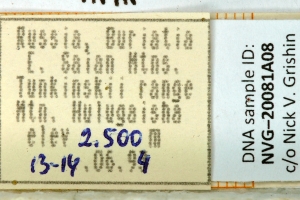 Russia, Buriatia
E. Saian Mtns.
Tunkinskii range
Mtn. Hulugaisha
elev 2.500 m
13-14.06.94
DNA sample ID:
NVG-20081A08
c/o Nick V. Grishin